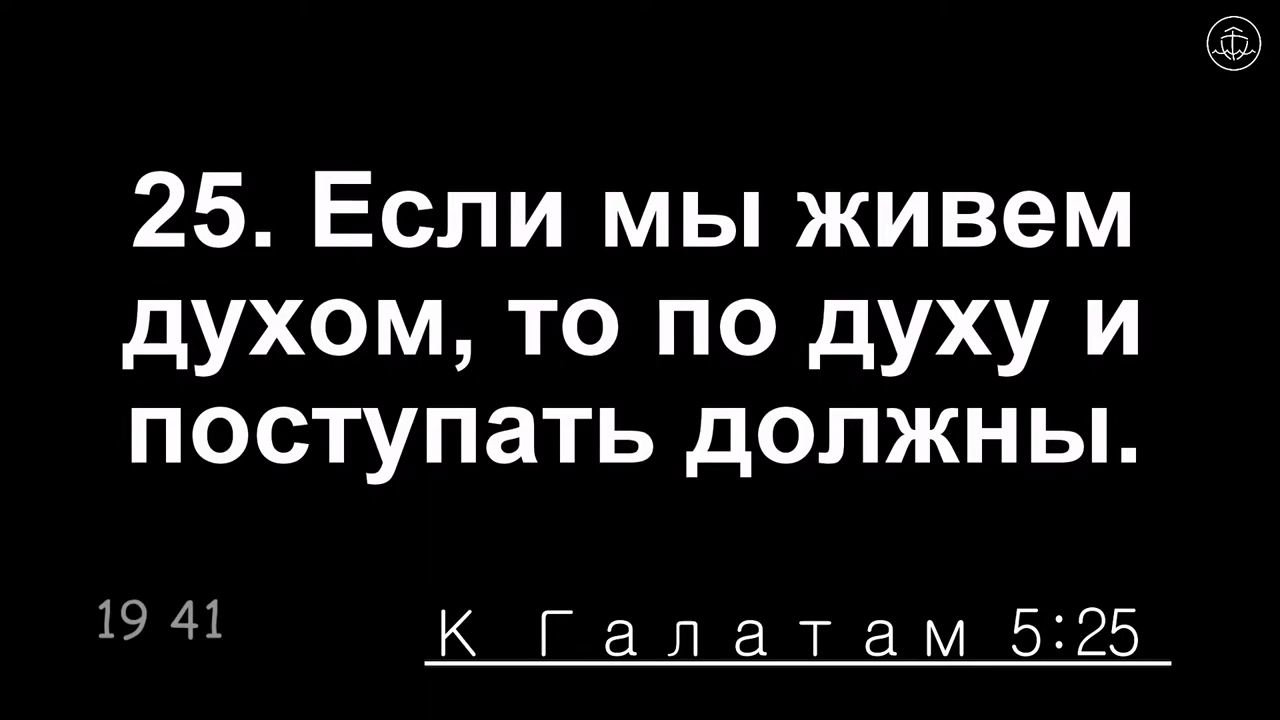 25. Если мы живем
духом, то по духу и
поступать должны.
19 41
К Галатам 5:25